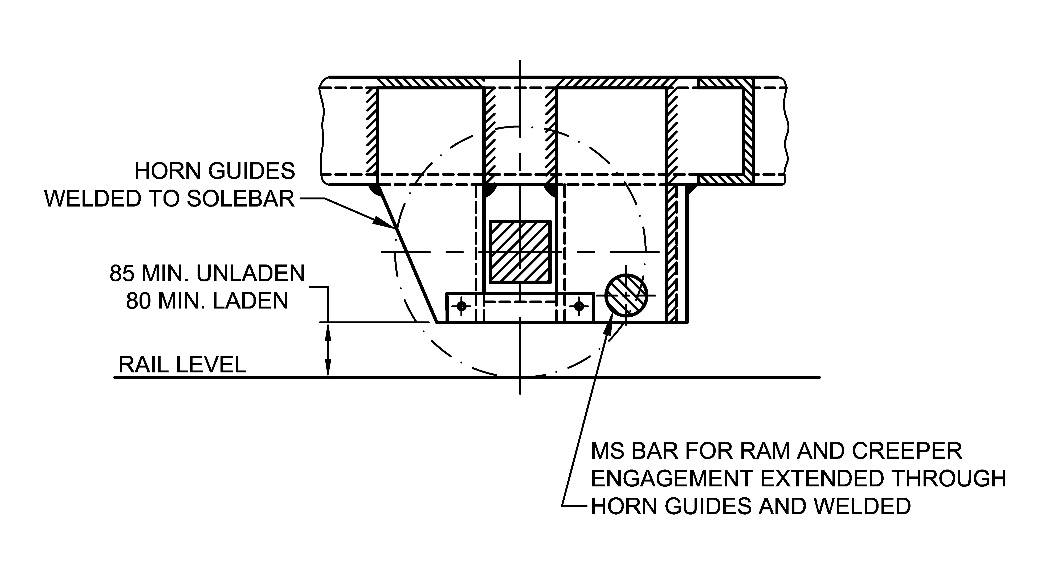 HORN GUIDES
WELDED TO SOLEBAR
85 MIN. UNLADEN
80 MIN. LADEN
RAIL LEVEL
MS BAR FOR RAM AND CREEPER
ENGAGEMENT EXTENDED THROUGH
HORN GUIDES AND WELDED